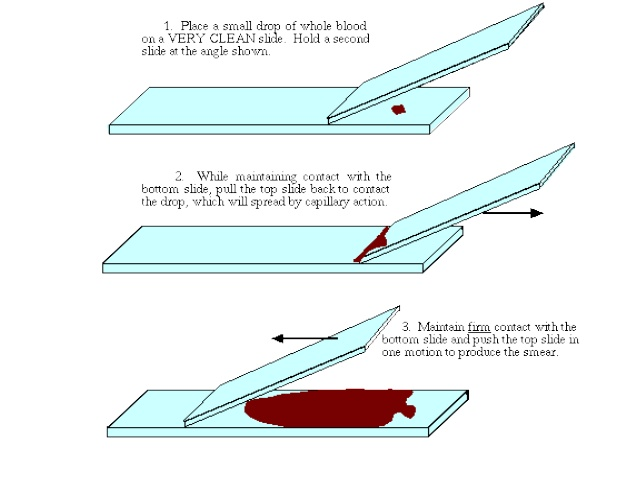 1. Place a small drop of whole blood
on a VERY CLEAN slide. Hold a second
slide at the angle shown.
2. While maintaining contact with the
bottom slide, pull the top slide back to contact
the drop, which will spread by capillary action.
3. Maintain firm contact with the
bottom slide and push the top slide in
one motion to produce the smear.